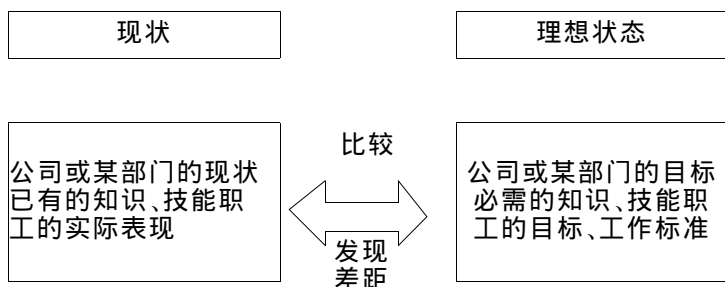 现状
理想状态
公司或某部门的现状
已有的知识、技能职
工的实际表现
比较
发现
差距
公司或某部门的目标
必需的知识、技能职
工的目标、工作标准